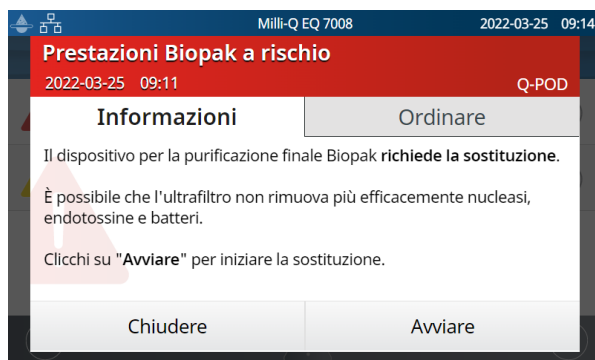 Milli-Q EQ 7008 2022-03-25 09:14
Prestazioni Biopak a rischio
2022-03-25 09:11 Q-POD
Informazioni Ordinare
Il dispositivo per la purificazione finale Biopak richiede la sostituzione.
È possibile che l'ultrafiltro non rimuova più efficacemente nucleasi,
endotossine e batteri.
Clicchi su "Avviare" per iniziare la sostituzione.
Chiudere Avviare